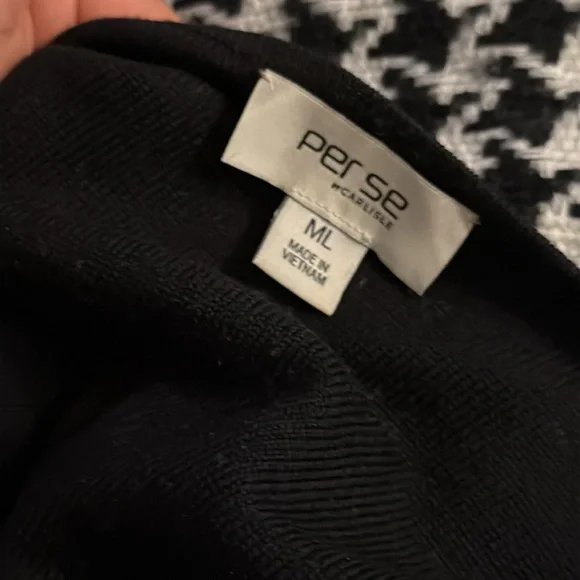 per se
BY CARLISLE
ML
MADE IN
VIETNAM